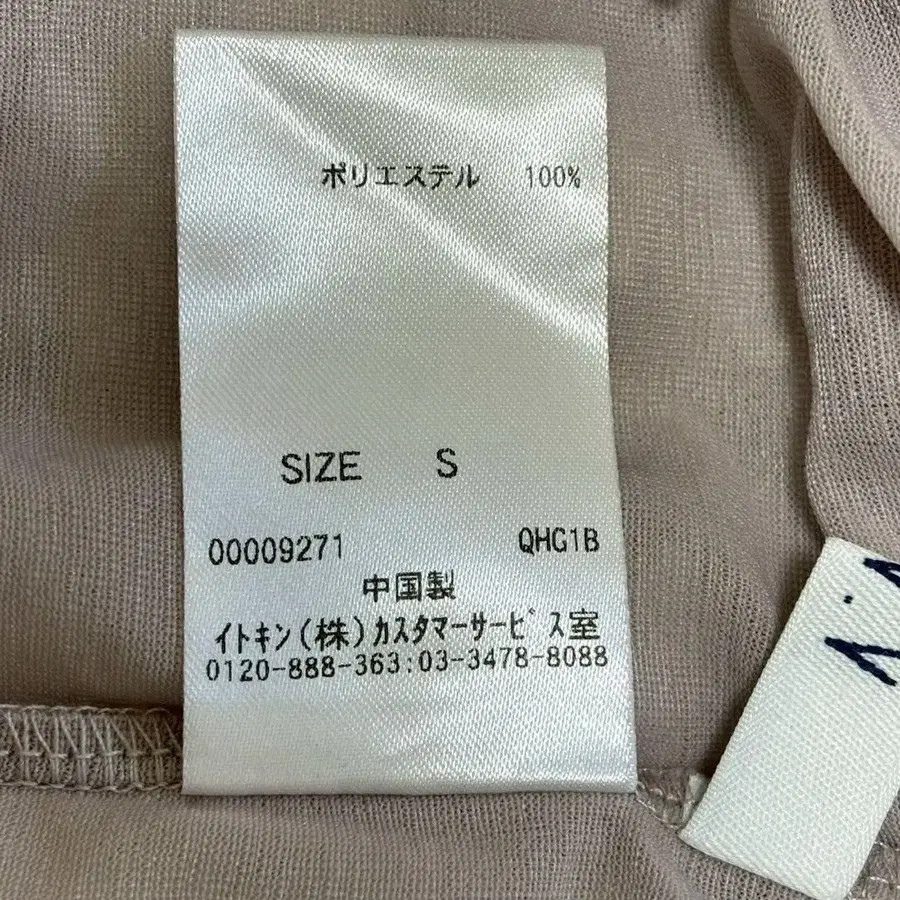 ポリエステル 100%
SIZE S
00009271 QHG1B
中国製
イトキン(株)カスタマーサービス室
0120-888-363:03-3478-8088